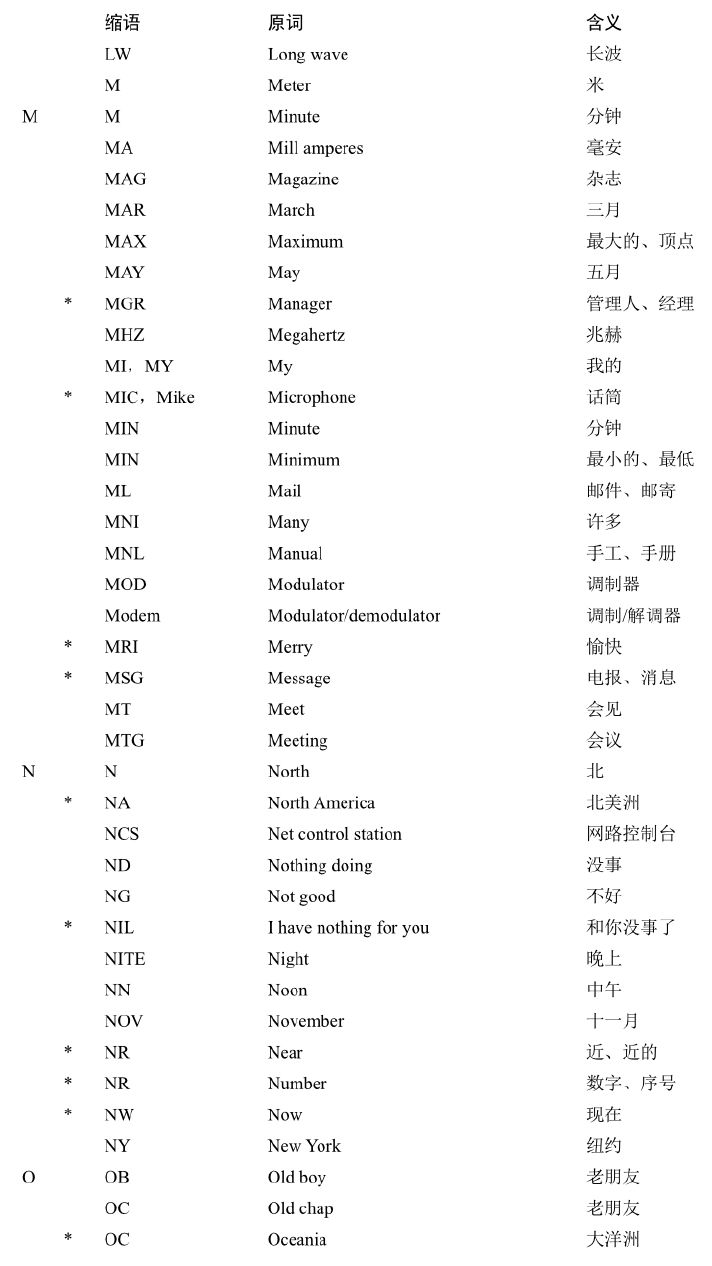 缩语 原词 含义
LW Long wave 长波
M Meter 米
M M Minute 分钟
MA Mill amperes 毫安
MAG Magazine 杂志
MAR March 三月
MAX Maximum 最大的、顶点
MAY May 五月
* MGR Manager 管理人、经理
MHZ Megahertz 兆赫
MI，MY My 我的
* MIC，Mike Microphone 话筒
MIN Minute 分钟
MIN Minimum 最小的、最低
ML Mail 邮件、邮寄
MNI Many 许多
MNL Manual 手工、手册
MOD Modulator 调制器
Modem Modulator/demodulator 调制/解调器
* MRI Merry 愉快
* MSG Message 电报、消息
MT Meet 会见
MTG Meeting 会议
N N North 北
* NA North America 北美洲
NCS Net control station 网路控制台
ND Nothing doing 没事
NG Not good 不好
* NIL I have nothing for you 和你没事了
NITE Night 晚上
NN Noon 中午
NOV November 十一月
* NR Near 近、近的
* NR Number 数字、序号
* NW Now 现在
NY New York 纽约
O OB Old boy 老朋友
OC Old chap 老朋友
* OC Oceania 大洋洲